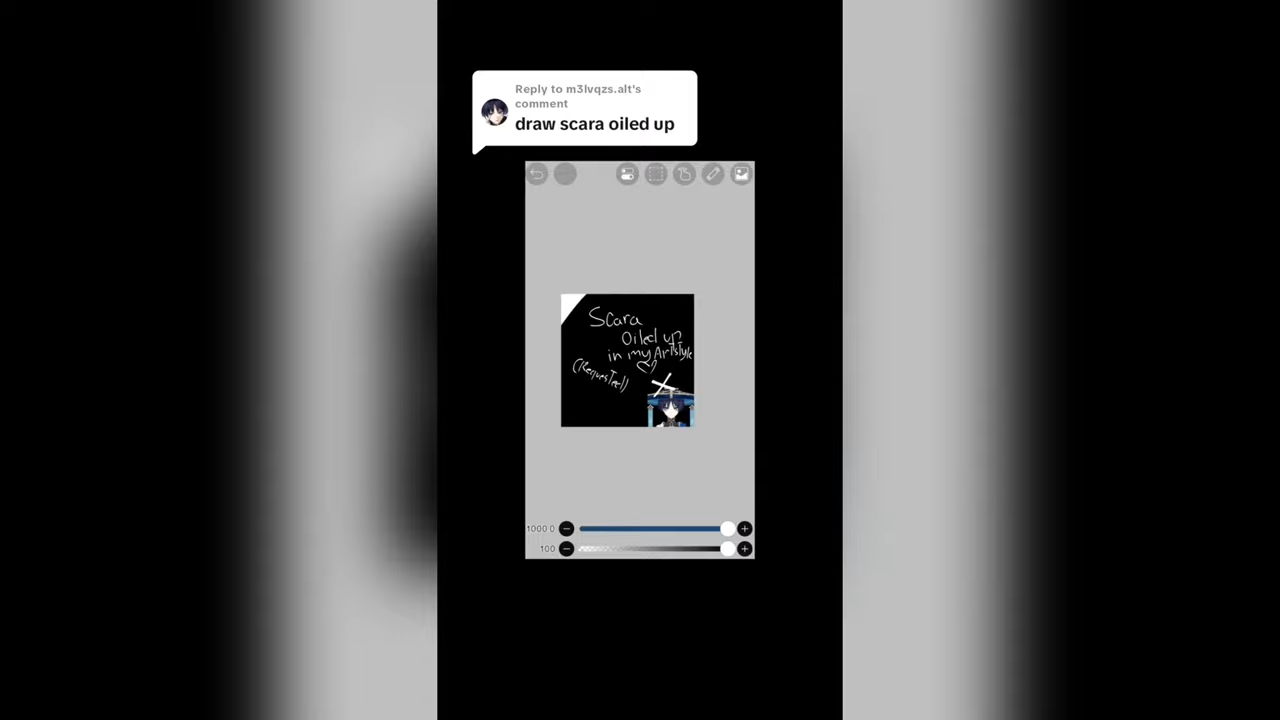 Reply to m3lvqzs.alt's
comment
draw scara oiled up
Scara
oiled up
in my Artstyle
(RequesTed)
1000 0
100